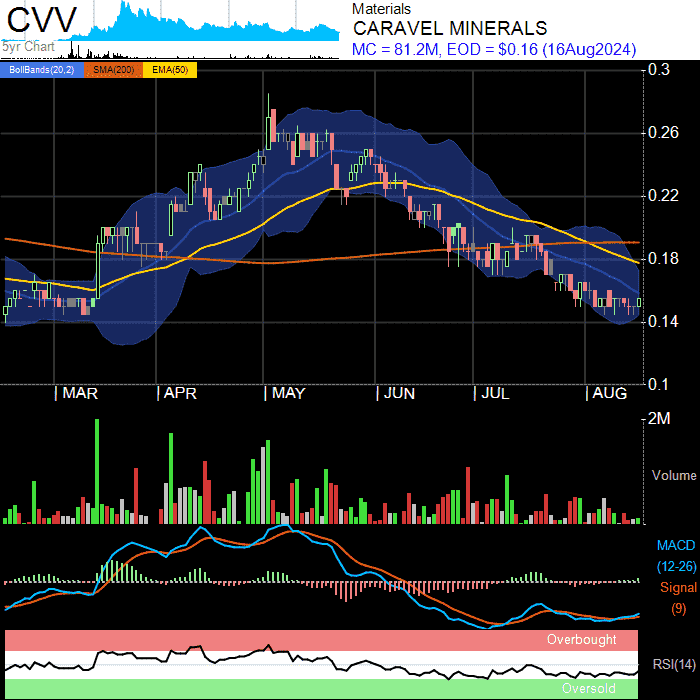 CVV
5yr Chart
Materials
CARAVEL MINERALS
MC = 81.2M, EOD = $0.16 (16Aug2024)
BollBands(20,2) SMA(200) EMA(50)
0.3
0.26
0.22
0.18
0.14
0.1
MAR APR MAY JUN JUL AUG
2M
Volume
MACD
(12-26)
Signal
(9)
Overbought
RSI(14)
Oversold